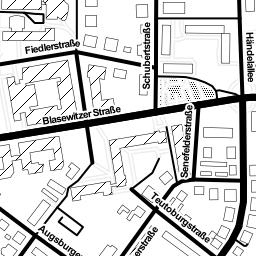 Fiedlerstraße
Schubertstraße
Händelallee
Blasewitzer Straße
Senefelderstraße
Teutoburgstraße
Augsburger
erstraße